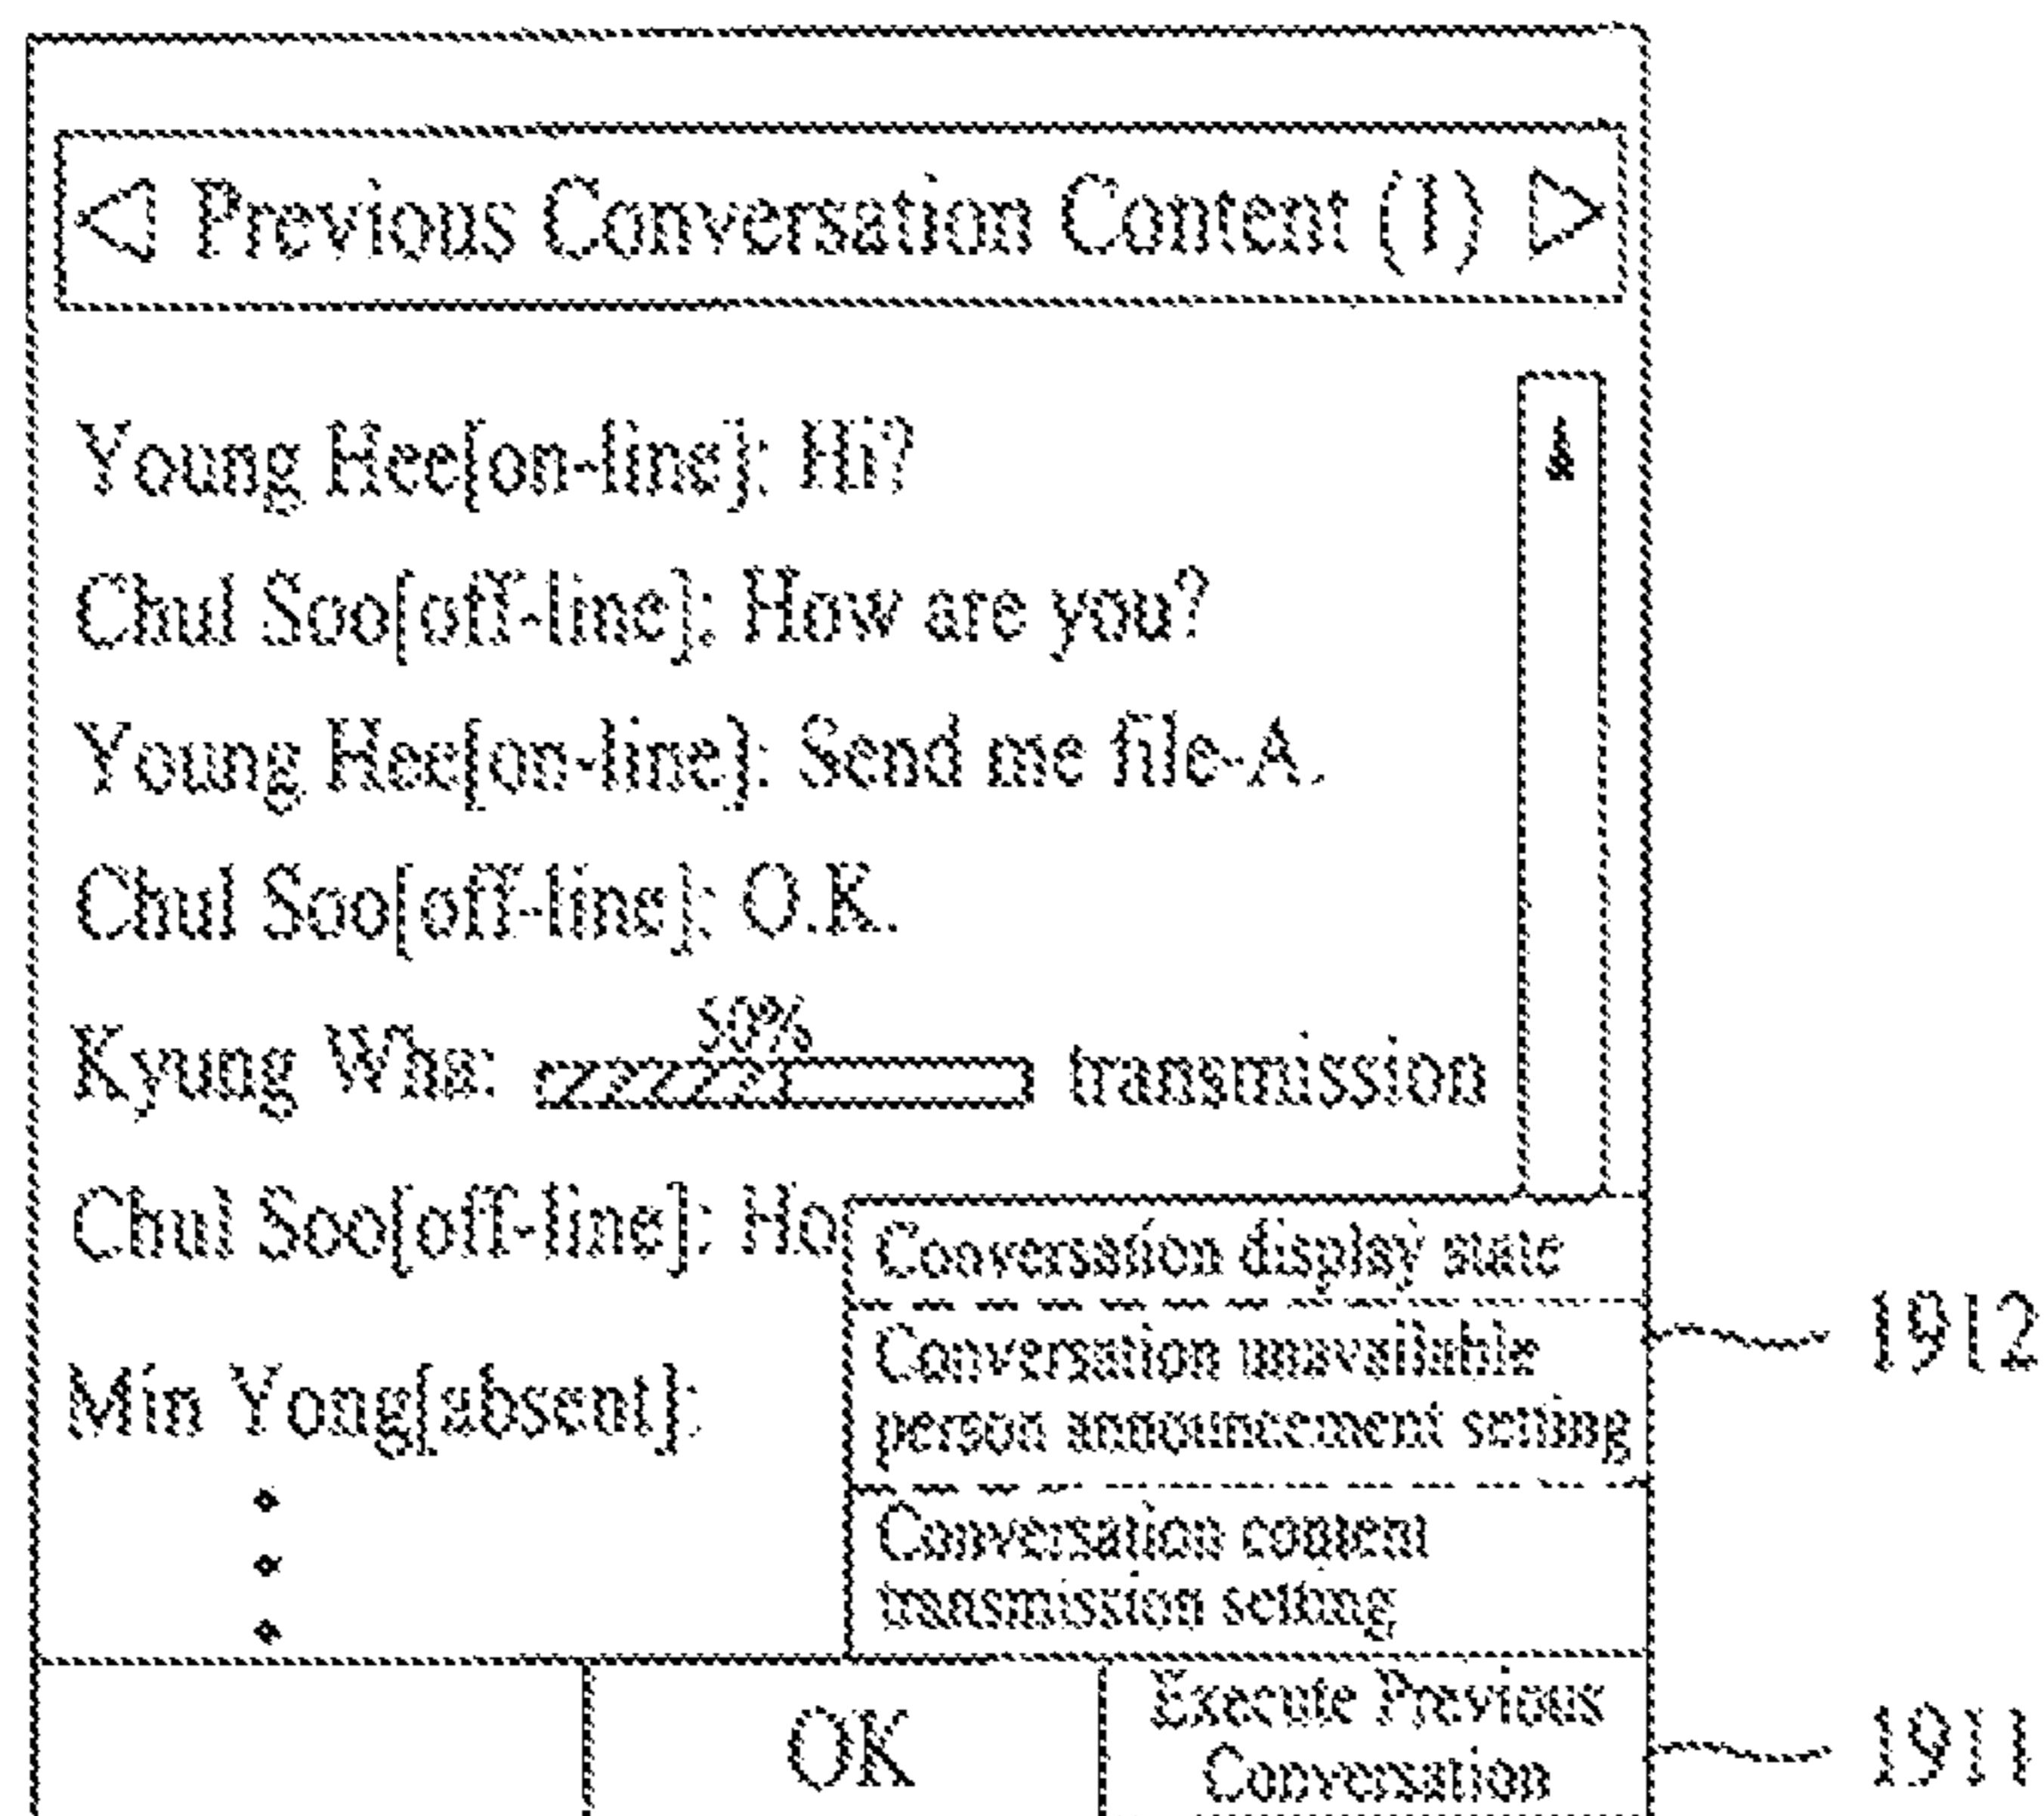 Previous Conversation Content (1)
Young Hee[on-line]: Hi?
Chul Soo[off-line]: How are you?
Young Hee[on-line]: Send me file-A.
Chul Soo[off-line]: O.K.
50%
Kyung Wha: transmission
Chul Soo[off-line]: Ho
Conversation display state
Conversation unavailable
person announcement setting
1912
Min Yong[absent]:
Conversation content
transmission setting
OK
Execute Previous
Conversation
1911